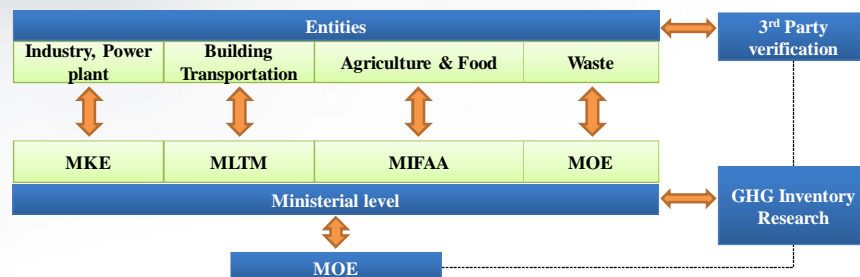 Entities
3rd Party
verification
Industry, Power
plant
Building
Transportation
Agriculture & Food
Waste
MKE
MLTM
MIFAA
MOE
Ministerial level
GHG Inventory
Research
MOE